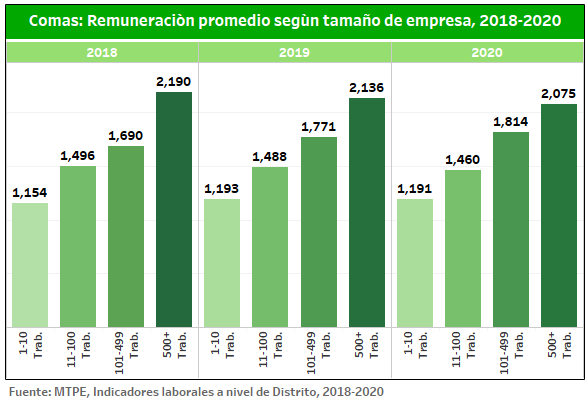 Comas: Remuneraciòn promedio segùn tamaño de empresa, 2018-2020
2018 2019 2020
1,154 1,496 1,690 2,190 1,193 1,488 1,771 2,136 1,191 1,460 1,814 2,075
1-10 Trab. 11-100 Trab. 101-499 Trab. 500+ Trab. 1-10 Trab. 11-100 Trab. 101-499 Trab. 500+ Trab. 1-10 Trab. 11-100 Trab. 101-499 Trab. 500+ Trab.
Fuente: MTPE, Indicadores laborales a nivel de Distrito, 2018-2020